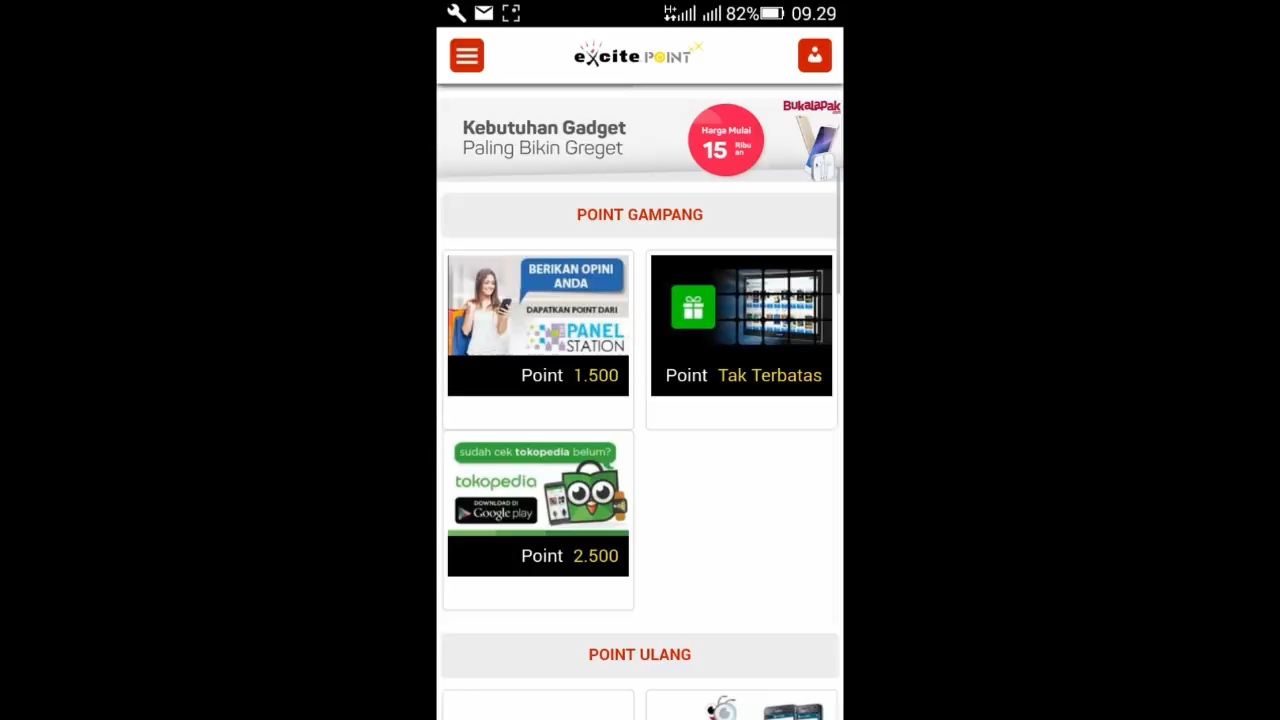 H+ 82% 09.29
excite POINT
Kebutuhan Gadget
Paling Bikin Greget
Harga Mulai
15 Ribu
an
BUKALAPAK
POINT GAMPANG
BERIKAN OPINI
ANDA
DAPATKAN POINT DARI
PANEL
STATION
Point 1.500
Point Tak Terbatas
sudah cek tokopedia belum?
tokopedia
DOWNLOAD DI
Google play
Point 2.500
POINT ULANG